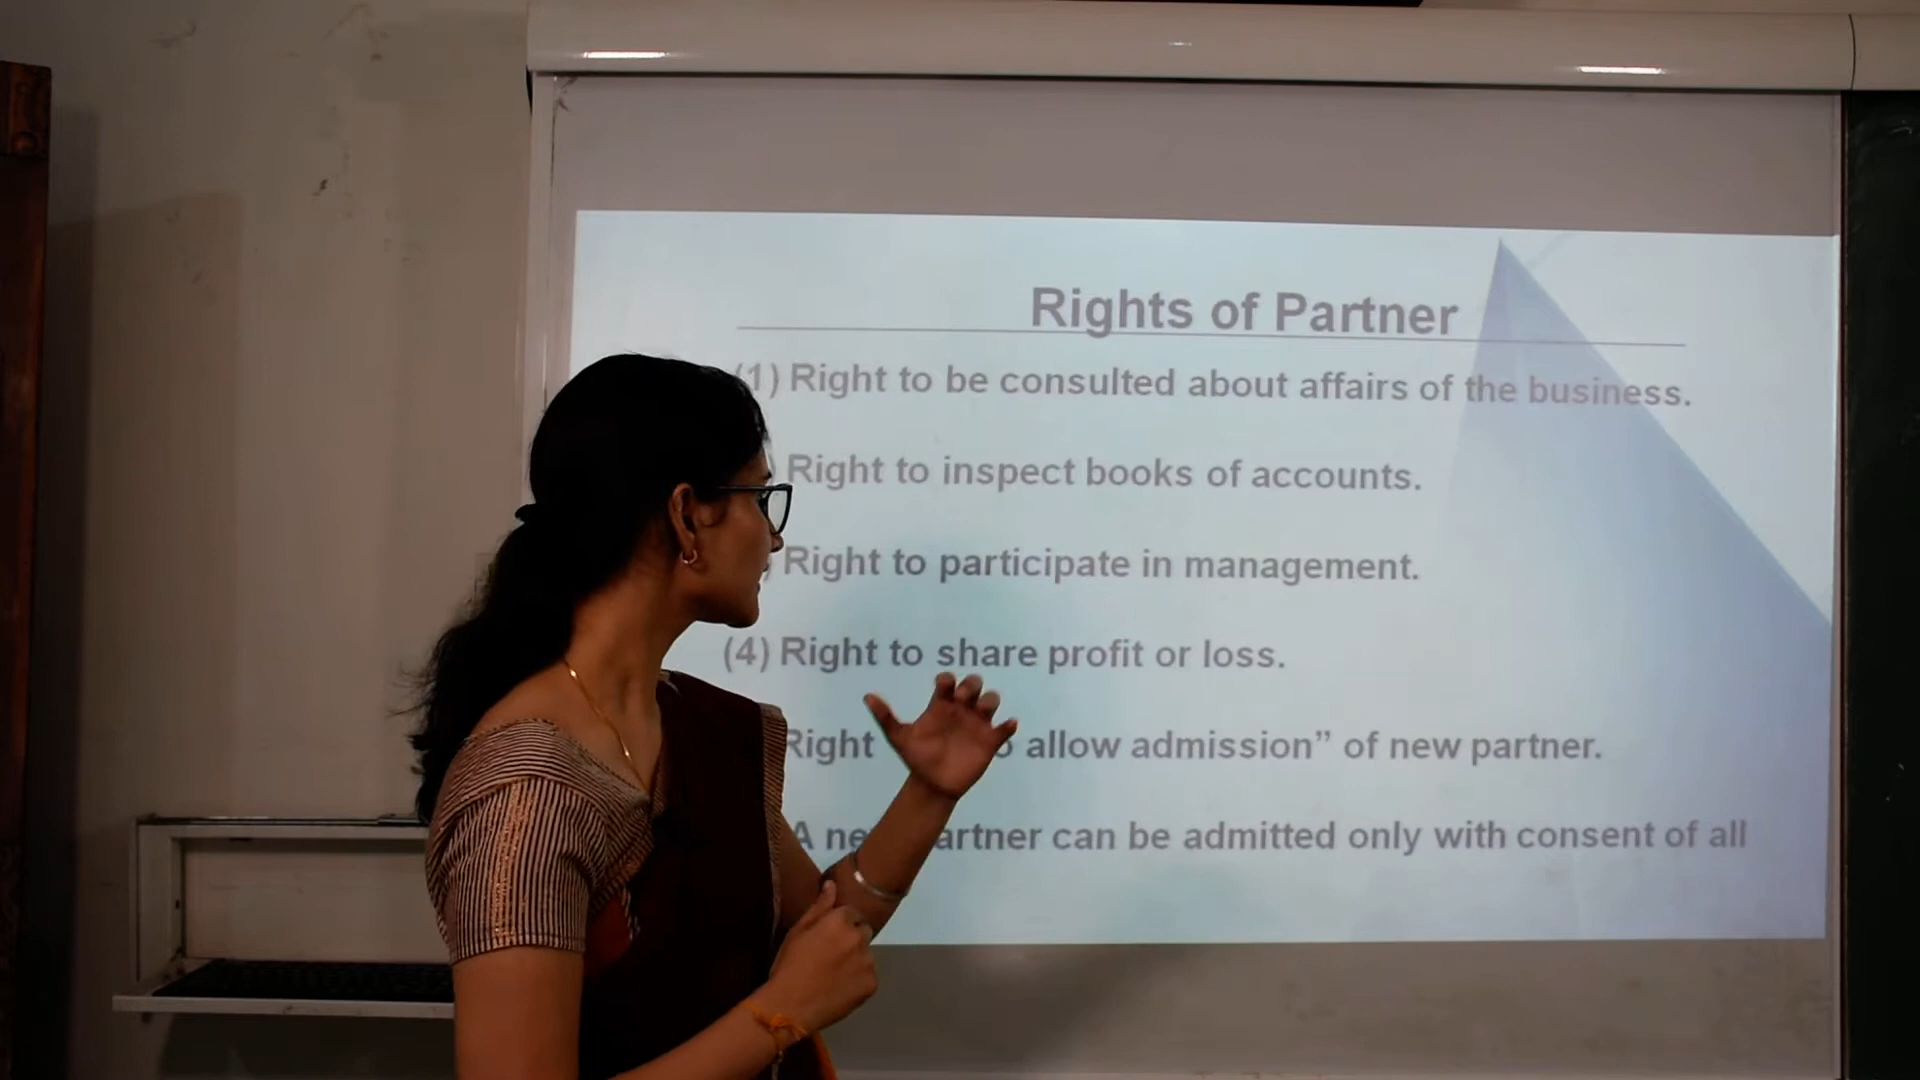 Rights of Partner
(1) Right to be consulted about affairs of the business.
Right to inspect books of accounts.
Right to participate in management.
(4) Right to share profit or loss.
Right allow admission” of new partner.
A can be admitted only with consent of all